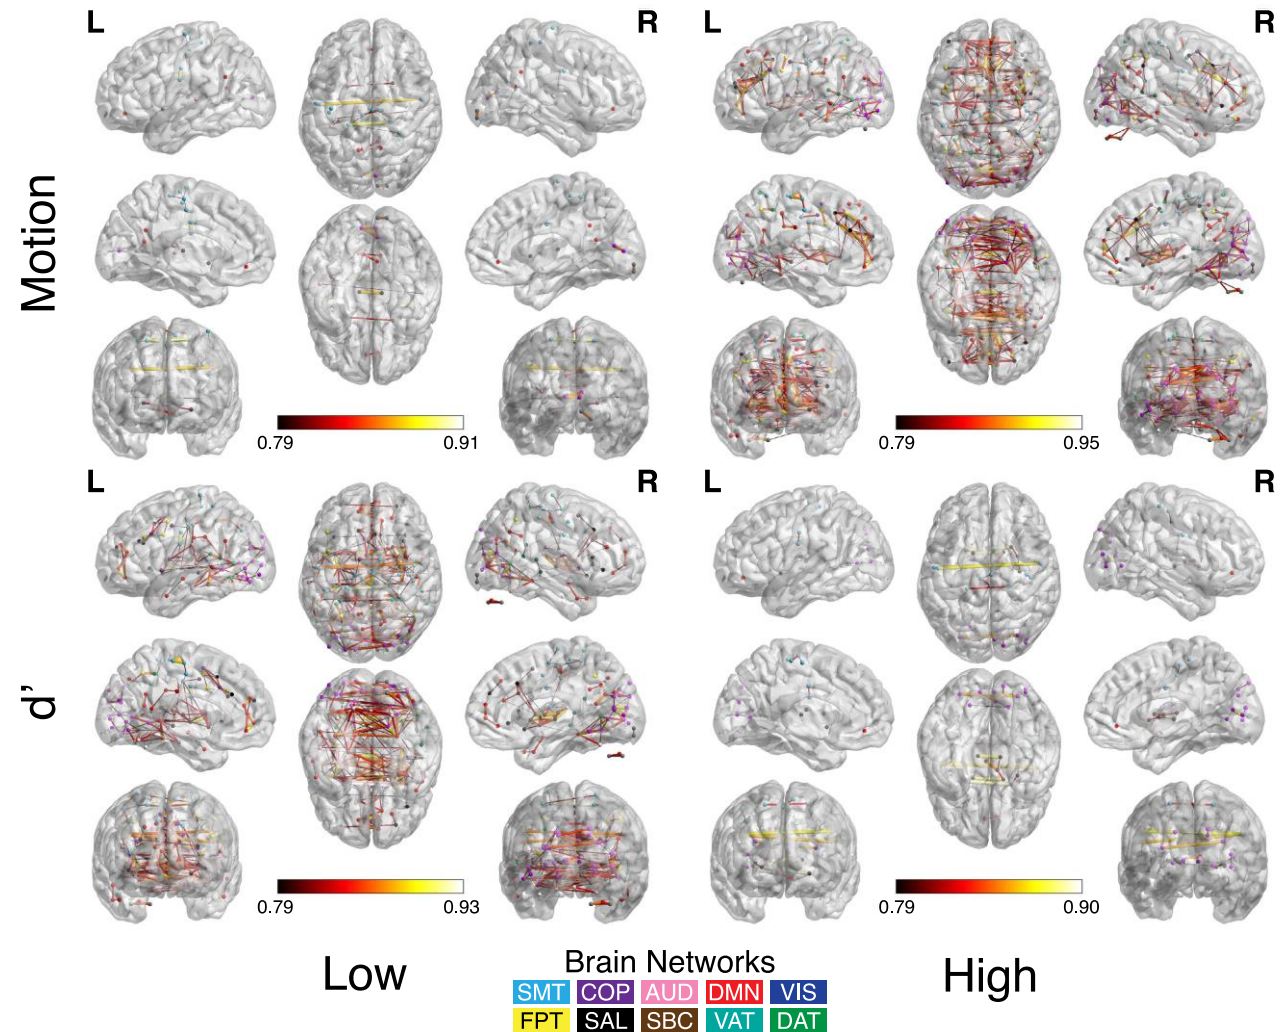 L R L R
Motion
0.79 0.91 0.79 0.95
L R L R
d’
0.79 0.93 0.79 0.90
Low High
Brain Networks
SMT COP AUD DMN VIS
FPT SAL SBC VAT DAT